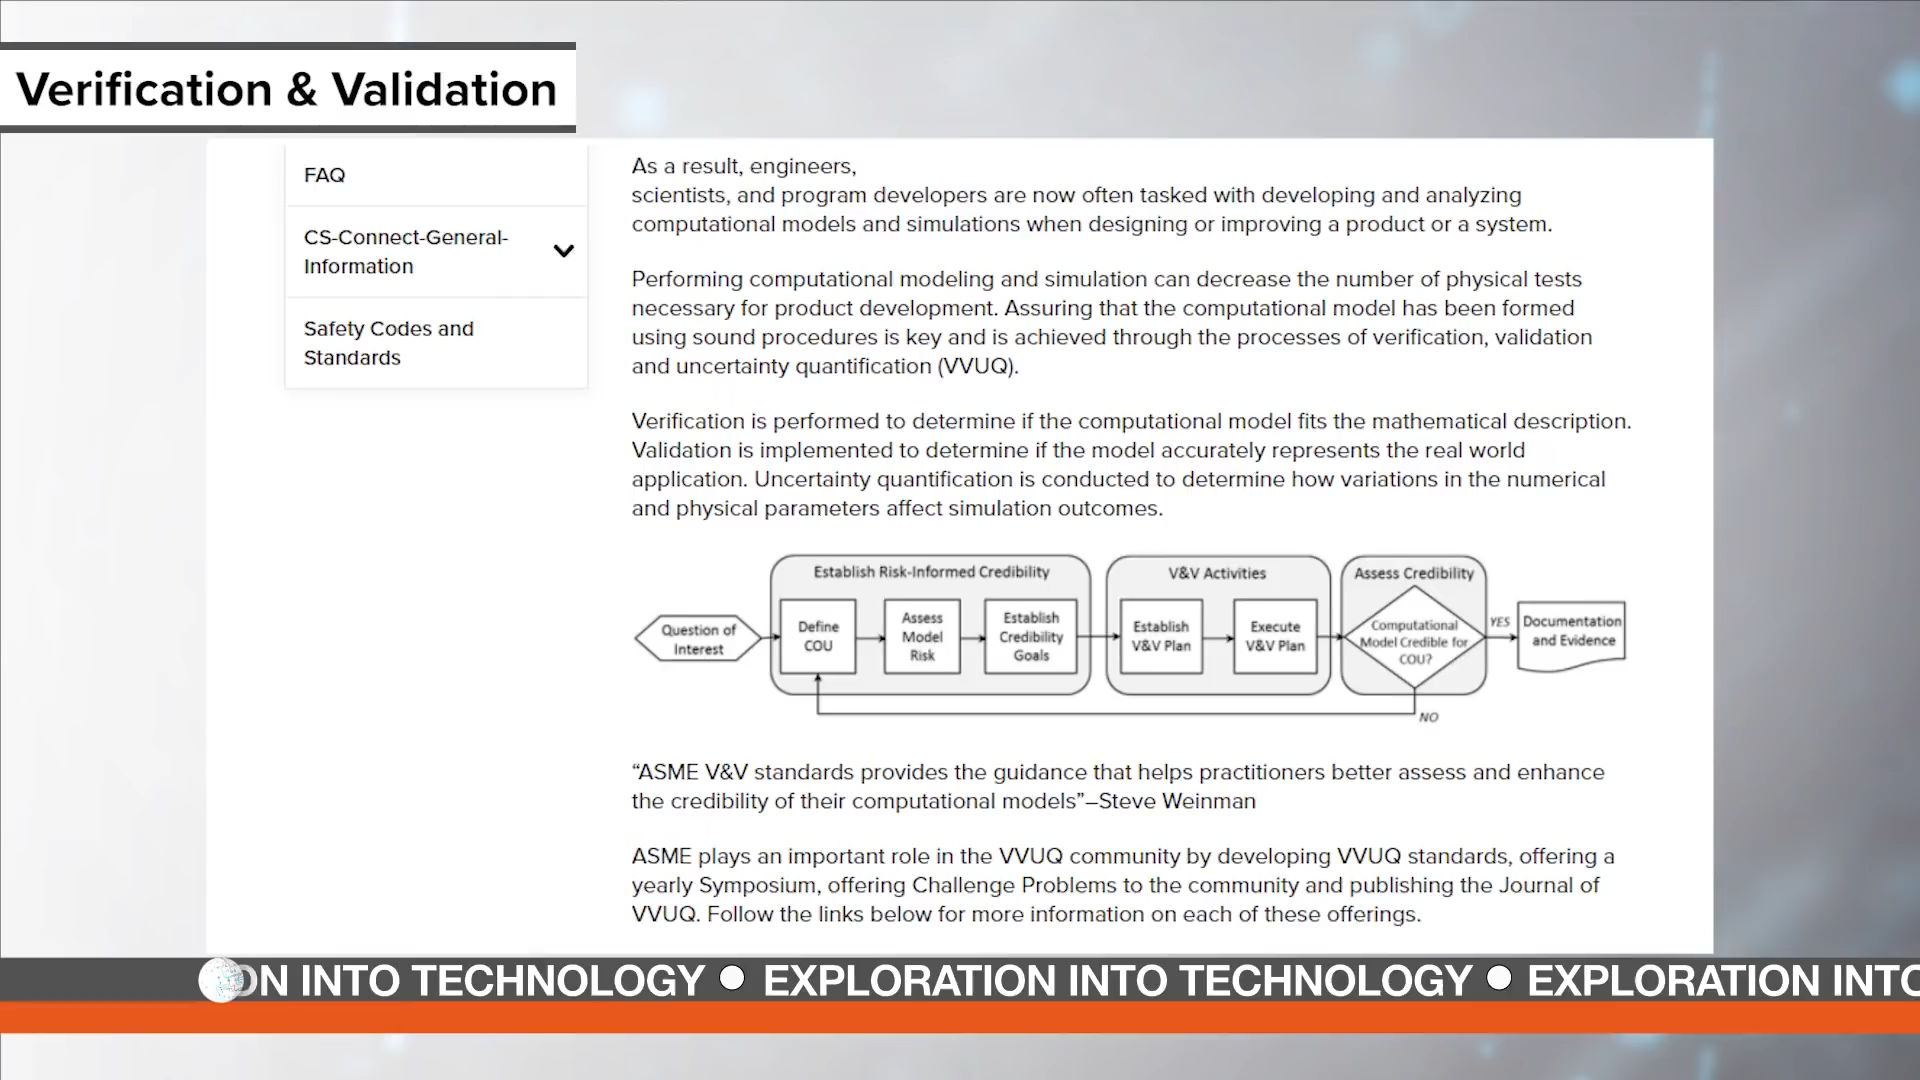 Verification & Validation
FAQ
CS-Connect-General-
Information
Safety Codes and
Standards
As a result, engineers,
scientists, and program developers are now often tasked with developing and analyzing
computational models and simulations when designing or improving a product or a system.
Performing computational modeling and simulation can decrease the number of physical tests
necessary for product development. Assuring that the computational model has been formed
using sound procedures is key and is achieved through the processes of verification, validation
and uncertainty quantification (VVUQ).
Verification is performed to determine if the computational model fits the mathematical description.
Validation is implemented to determine if the model accurately represents the real world
application. Uncertainty quantification is conducted to determine how variations in the numerical
and physical parameters affect simulation outcomes.
Establish Risk-Informed Credibility
V&V Activities
Assess Credibility
Question of
Interest
Define
COU
Assess
Model
Risk
Establish
Credibility
Goals
Establish
V&V Plan
Execute
V&V Plan
Computational
Model Credible for
COU?
YES
Documentation
and Evidence
NO
“ASME V&V standards provides the guidance that helps practitioners better assess and enhance
the credibility of their computational models”–Steve Weinman
ASME plays an important role in the VVUQ community by developing VVUQ standards, offering a
yearly Symposium, offering Challenge Problems to the community and publishing the Journal of
VVUQ. Follow the links below for more information on each of these offerings.
ON INTO TECHNOLOGY ● EXPLORATION INTO TECHNOLOGY ● EXPLORATION INTO